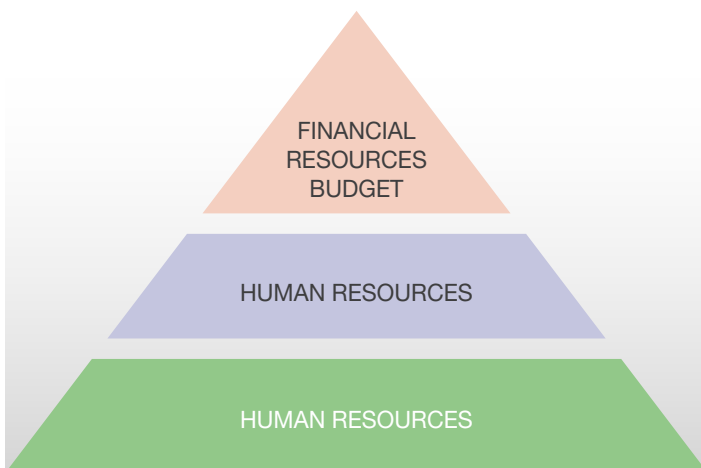 FINANCIAL
RESOURCES
BUDGET
HUMAN RESOURCES
HUMAN RESOURCES